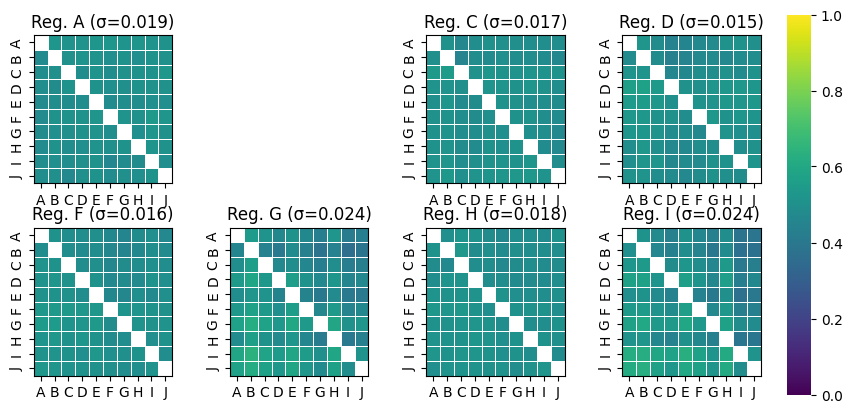 Reg. A (σ=0.019)
Reg. C (σ=0.017)
Reg. D (σ=0.015)
A
B
C
D
E
F
G
H
I
J
A B C D E F G H I J
A
B
C
D
E
F
G
H
I
J
A B C D E F G H I J
A
B
C
D
E
F
G
H
I
J
A B C D E F G H I J
Reg. F (σ=0.016)
Reg. G (σ=0.024)
Reg. H (σ=0.018)
Reg. I (σ=0.024)
A
B
C
D
E
F
G
H
I
J
A B C D E F G H I J
A
B
C
D
E
F
G
H
I
J
A B C D E F G H I J
A
B
C
D
E
F
G
H
I
J
A B C D E F G H I J
A
B
C
D
E
F
G
H
I
J
A B C D E F G H I J
1.0
0.8
0.6
0.4
0.2
0.0